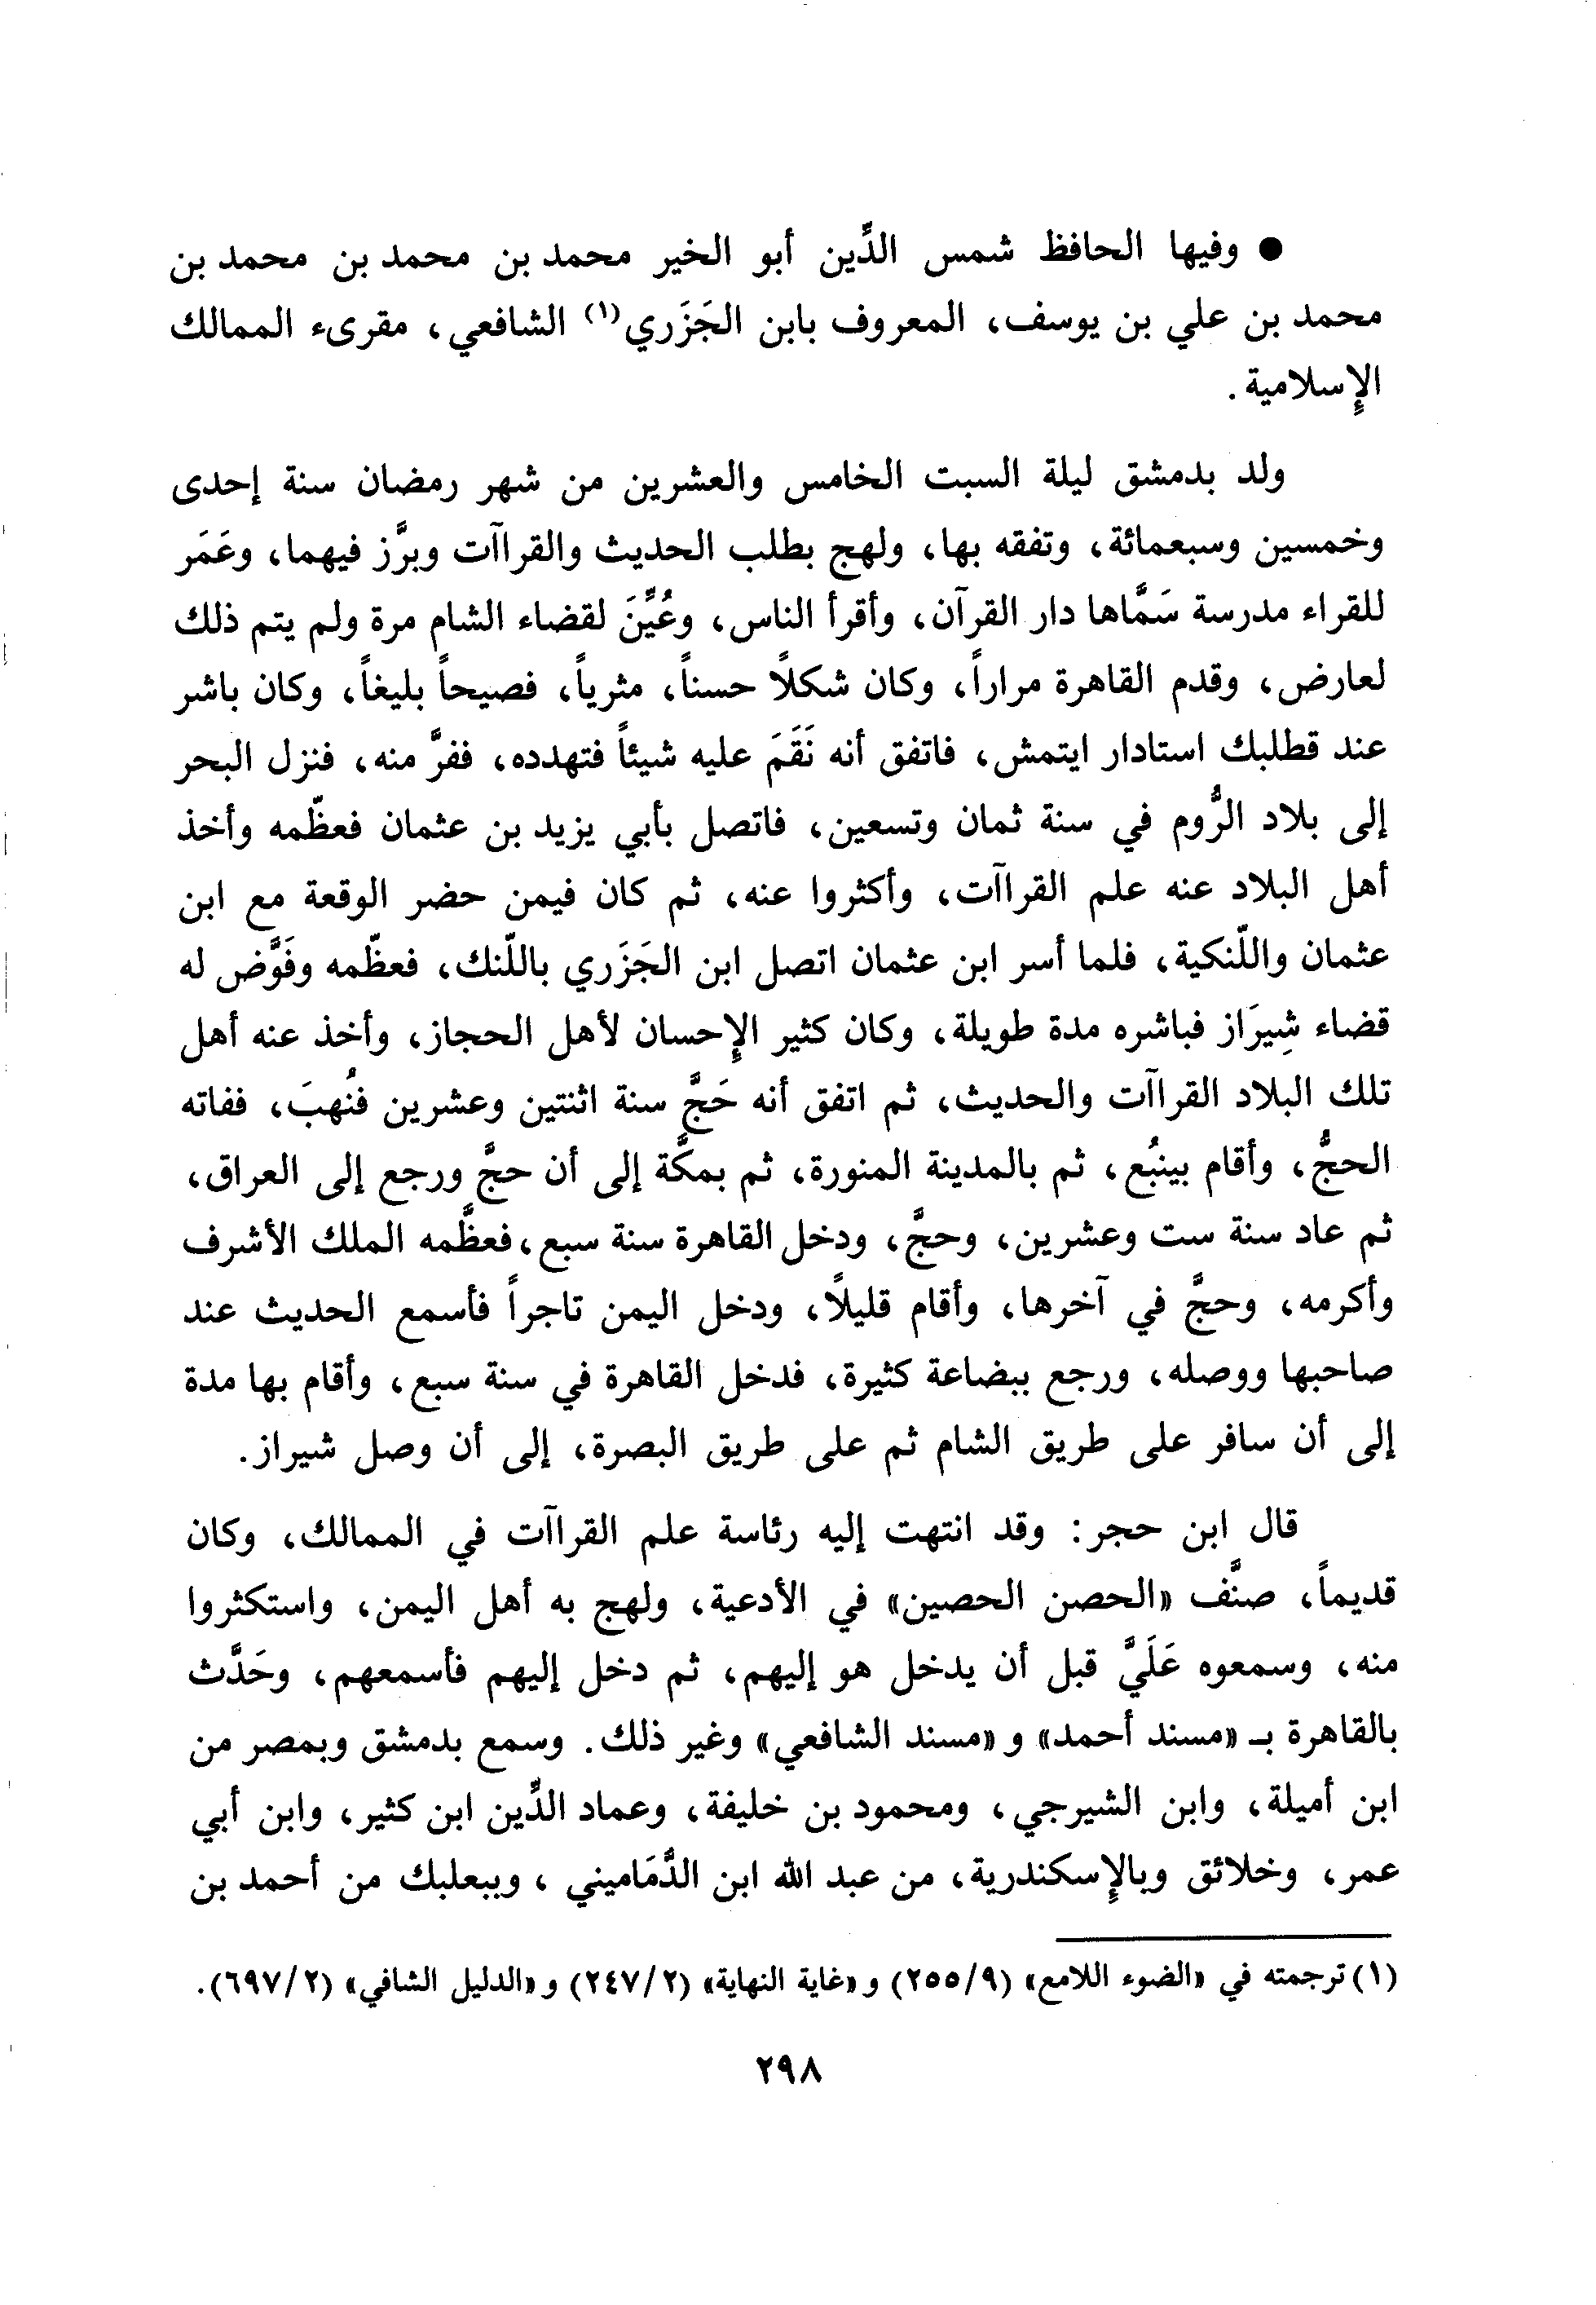 ● وفيها الحافظ شمس الدِّين أبو الخير محمد بن محمد بن محمد بن
محمد بن علي بن يوسف، المعروف بابن الجَزَري(١) الشافعي، مقرىء الممالك
الإِسلامية.
ولد بدمشق ليلة السبت الخامس والعشرين من شهر رمضان سنة إحدى
وخمسين وسبعمائة، وتفقه بها، ولهج بطلب الحديث والقراآت وبرَّز فيهما، وعَمَر
للقراء مدرسة سَمَّاها دار القرآن، وأقرأ الناس، وعُيِّنَ لقضاء الشام مرة ولم يتم ذلك
لعارض، وقدم القاهرة مراراً، وكان شكلًا حسناً، مثرياً، فصيحاً بليغاً، وكان باشر
عند قطلبك استادار ايتمش، فاتفق أنه نَقَمَ عليه شيئاً فتهدده، ففرَّ منه، فنزل البحر
إلى بلاد الرُّوم في سنة ثمان وتسعين، فاتصل بأبي يزيد بن عثمان فعظّمه وأخذ
أهل البلاد عنه علم القراآت، وأكثروا عنه، ثم كان فيمن حضر الوقعة مع ابن
عثمان واللّنكية، فلما أسر ابن عثمان اتصل ابن الجَزَري باللّنك، فعظّمه وفَوَّض له
قضاء شِيرَاز فباشره مدة طويلة، وكان كثير الإِحسان لأهل الحجاز، وأخذ عنه أهل
تلك البلاد القراآت والحديث، ثم اتفق أنه حَجَّ سنة اثنتين وعشرين فنُهبَ، ففاته
الحجُّ، وأقام بينبُع، ثم بالمدينة المنورة، ثم بمكَّة إلى أن حجَّ ورجع إلى العراق،
ثم عاد سنة ست وعشرين، وحجَّ، ودخل القاهرة سنة سبع، فعظَّمه الملك الأشرف
وأكرمه، وحجَّ في آخرها، وأقام قليلًا، ودخل اليمن تاجراً فأسمع الحديث عند
صاحبها ووصله، ورجع ببضاعة كثيرة، فدخل القاهرة في سنة سبع، وأقام بها مدة
إلى أن سافر على طريق الشام ثم على طريق البصرة، إلى أن وصل شيراز.
قال ابن حجر: وقد انتهت إليه رئاسة علم القراآت في الممالك، وكان
قديماً، صنَّف «الحصن الحصين» في الأدعية، ولهج به أهل اليمن، واستكثروا
منه، وسمعوه عَلَيَّ قبل أن يدخل هو إليهم، ثم دخل إليهم فأسمعهم، وحَدَّث
بالقاهرة بـ «مسند أحمد» و «مسند الشافعي» وغير ذلك. وسمع بدمشق وبمصر من
ابن أميلة، وابن الشيرجي، ومحمود بن خليفة، وعماد الدِّين ابن كثير، وابن أبي
عمر، وخلائق وبالإِسكندرية، من عبد الله ابن الدَّمَاميني، وببعلبك من أحمد بن
(١) ترجمته في «الضوء اللامع» (٢٥٥/٩) و«غاية النهاية» (٢٤٧/٢) و«الدليل الشافي» (٦٩٧/٢).
٢٩٨